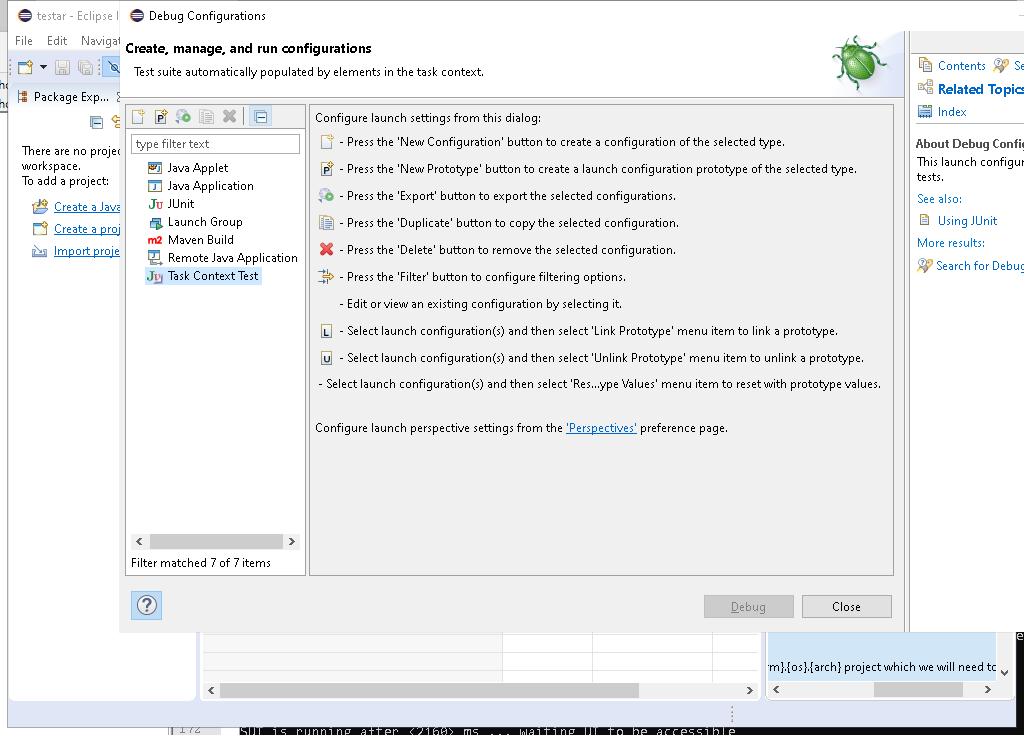 testar - Eclipse I
Debug Configurations
File Edit Navigat
Create, manage, and run configurations
Test suite automatically populated by elements in the task context.
Package Exp...
There are no projec
workspace.
To add a project:
Create a Java
Create a proj
Import proje
type filter text
Java Applet
Java Application
JUnit
Launch Group
Maven Build
Remote Java Application
Task Context Test
Filter matched 7 of 7 items
Configure launch settings from this dialog:
- Press the 'New Configuration' button to create a configuration of the selected type.
- Press the 'New Prototype' button to create a launch configuration prototype of the selected type.
- Press the 'Export' button to export the selected configurations.
- Press the 'Duplicate' button to copy the selected configuration.
- Press the 'Delete' button to remove the selected configuration.
- Press the 'Filter' button to configure filtering options.
- Edit or view an existing configuration by selecting it.
- Select launch configuration(s) and then select 'Link Prototype' menu item to link a prototype.
- Select launch configuration(s) and then select 'Unlink Prototype' menu item to unlink a prototype.
- Select launch configuration(s) and then select 'Res...ype Values' menu item to reset with prototype values.
Configure launch perspective settings from the 'Perspectives' preference page.
Debug
Close
Contents Se
Related Topics
Index
About Debug Config
This launch configur
tests.
See also:
Using JUnit
More results:
Search for Debug
m}.{os}.{arch} project which we will need to
172
SUT is running after <2160> ms ... waiting UI to be accessible